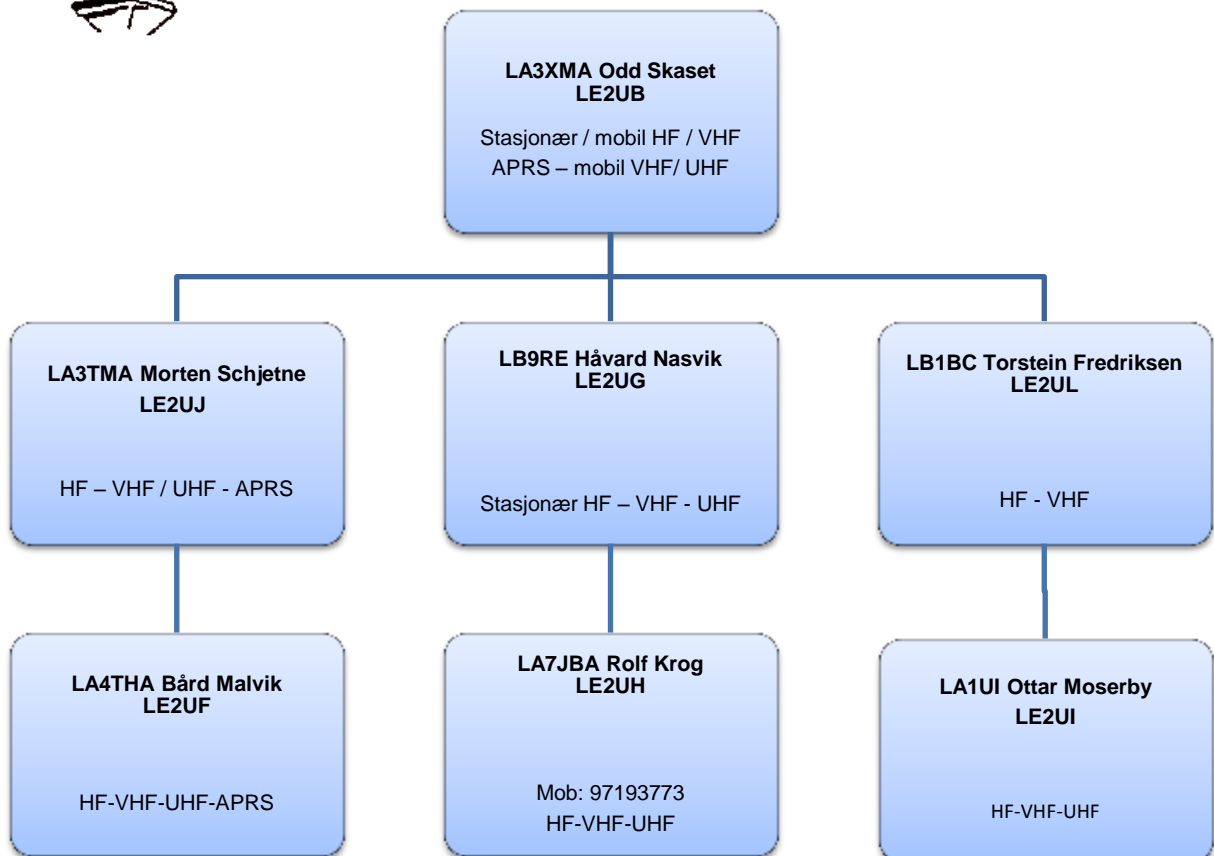 LA3XMA Odd Skaset
LE2UB
Stasjonær / mobil HF / VHF
APRS – mobil VHF/ UHF
LA3TMA Morten Schjetne
LE2UJ
HF – VHF / UHF - APRS
LB9RE Håvard Nasvik
LE2UG
Stasjonær HF – VHF - UHF
LB1BC Torstein Fredriksen
LE2UL
HF - VHF
LA4THA Bård Malvik
LE2UF
HF-VHF-UHF-APRS
LA7JBA Rolf Krog
LE2UH
Mob: 97193773
HF-VHF-UHF
LA1UI Ottar Moserby
LE2UI
HF-VHF-UHF